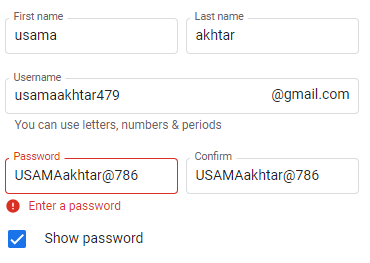 First name Last name
usama akhtar
Username
usamaakhtar479 @gmail.com
You can use letters, numbers & periods
Password Confirm
USAMAakhtar@786 USAMAakhtar@786
Enter a password
Show password